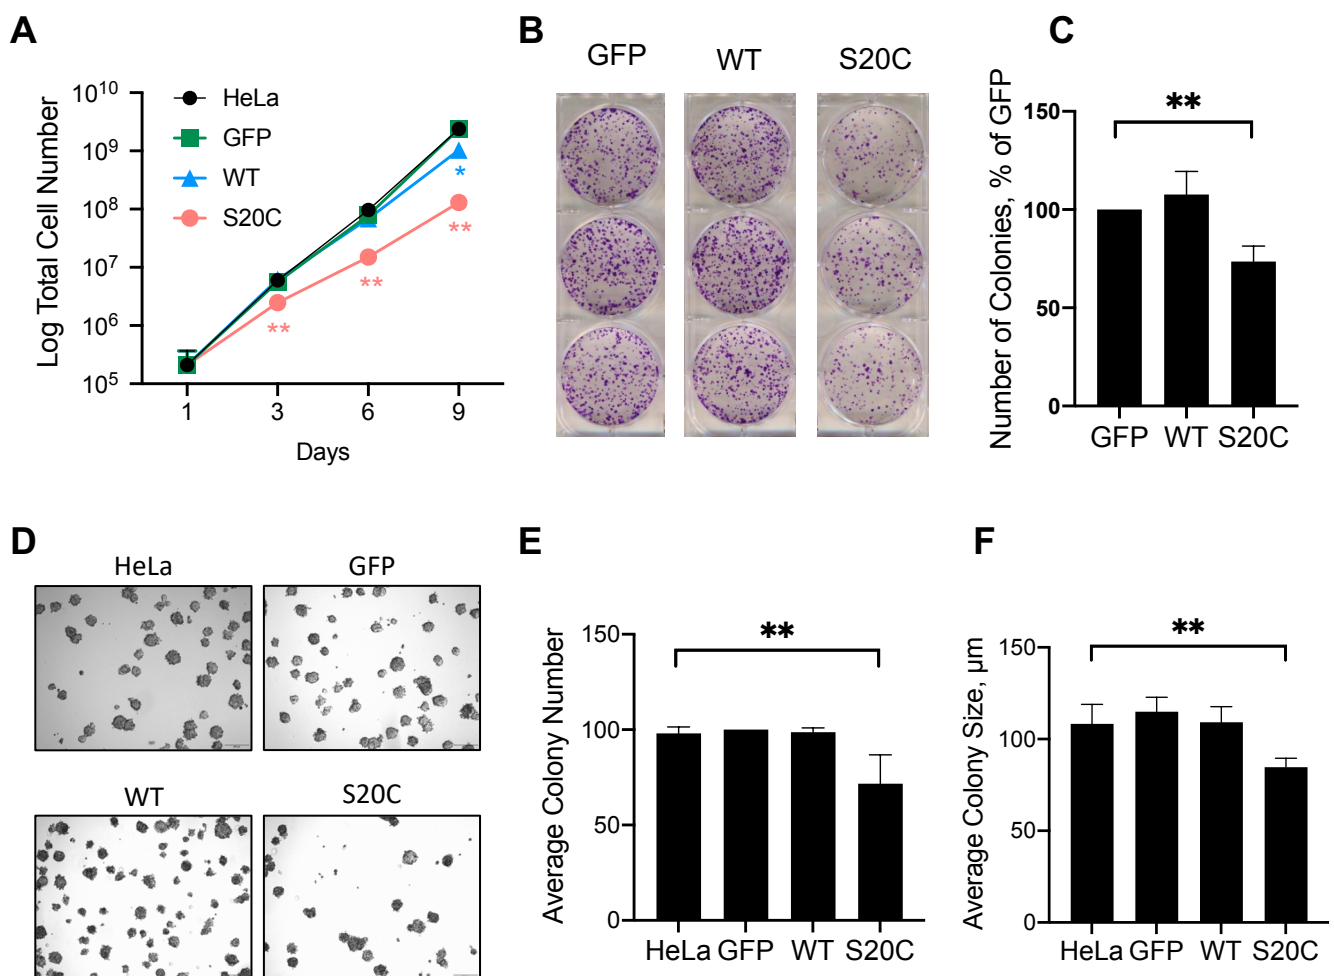 A
Log Total Cell Number
10^10
10^9
10^8
10^7
10^6
10^5
HeLa
GFP
WT
S20C
*
**
**
**
1 3 6 9
Days
B
GFP WT S20C
C
Number of Colonies, % of GFP
150
100
50
0
**
GFP WT S20C
D
HeLa GFP
WT S20C
E
Average Colony Number
150
100
50
0
**
HeLa GFP WT S20C
F
Average Colony Size, µm
150
100
50
0
**
HeLa GFP WT S20C